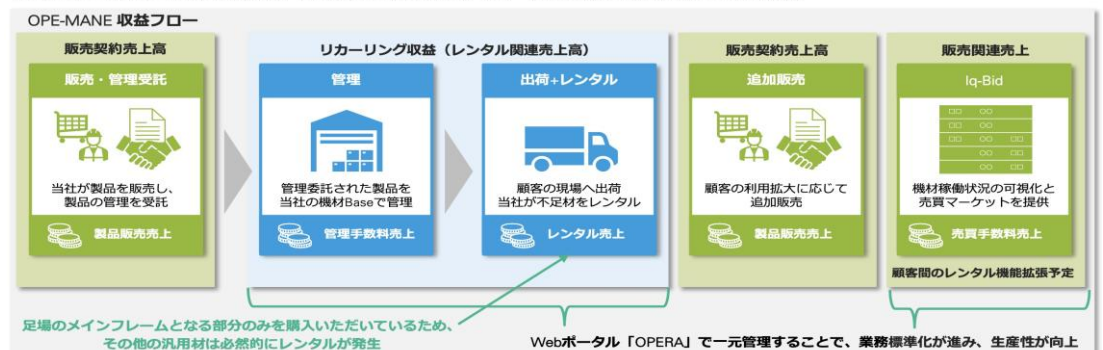 OPE-MANE 収益フロー
販売契約売上高
販売・管理受託
当社が製品を販売し、
製品の管理を受託
製品販売売上
リカーリング収益（レンタル関連売上高）
管理
管理委託された製品を
当社の機材Baseで管理
管理手数料売上
出荷+レンタル
顧客の現場へ出荷
当社が不足材をレンタル
レンタル売上
販売契約売上高
追加販売
顧客の利用拡大に応じて
追加販売
製品販売売上
販売関連売上
Iq-Bid
機材稼働状況の可視化と
売買マーケットを提供
売買手数料売上
顧客間のレンタル機能拡張予定
足場のメインフレームとなる部分のみを購入いただいているため、
その他の汎用材は必然的にレンタルが発生
Webポータル「OPERA」で一元管理することで、業務標準化が進み、生産性が向上